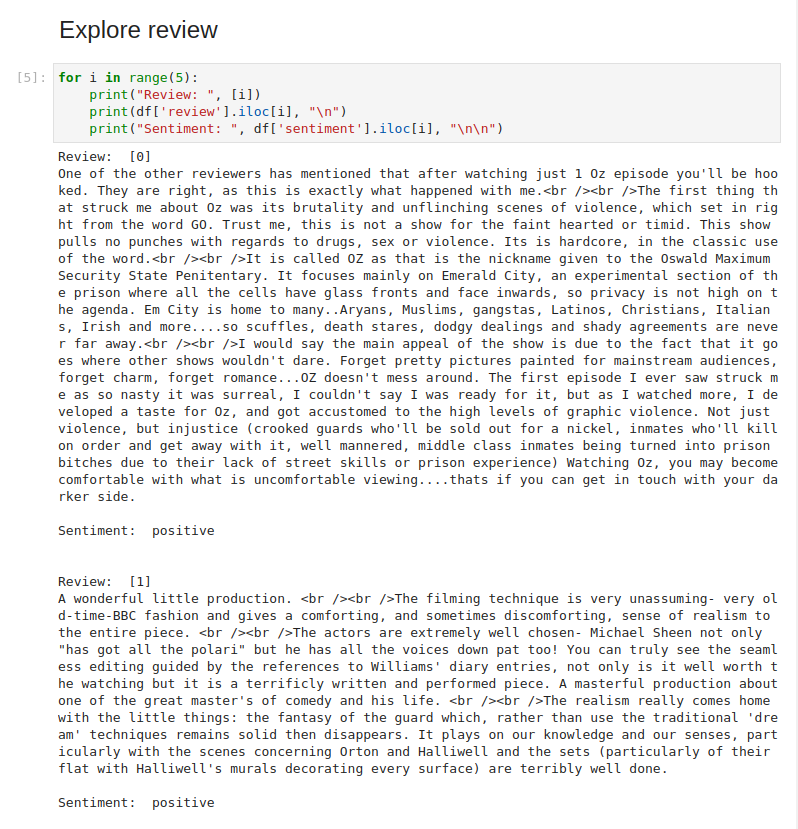 Explore review
[5]:
for i in range(5):
    print("Review: ", [i])
    print(df['review'].iloc[i], "\n")
    print("Sentiment: ", df['sentiment'].iloc[i], "\n\n")
Review:  [0]
One of the other reviewers has mentioned that after watching just 1 Oz episode you'll be hoo
ked. They are right, as this is exactly what happened with me.<br /><br />The first thing th
at struck me about Oz was its brutality and unflinching scenes of violence, which set in rig
ht from the word GO. Trust me, this is not a show for the faint hearted or timid. This show
pulls no punches with regards to drugs, sex or violence. Its is hardcore, in the classic use
of the word.<br /><br />It is called OZ as that is the nickname given to the Oswald Maximum
Security State Penitentary. It focuses mainly on Emerald City, an experimental section of th
e prison where all the cells have glass fronts and face inwards, so privacy is not high on t
he agenda. Em City is home to many..Aryans, Muslims, gangstas, Latinos, Christians, Italian
s, Irish and more....so scuffles, death stares, dodgy dealings and shady agreements are neve
r far away.<br /><br />I would say the main appeal of the show is due to the fact that it go
es where other shows wouldn't dare. Forget pretty pictures painted for mainstream audiences,
forget charm, forget romance...OZ doesn't mess around. The first episode I ever saw struck m
e as so nasty it was surreal, I couldn't say I was ready for it, but as I watched more, I de
veloped a taste for Oz, and got accustomed to the high levels of graphic violence. Not just
violence, but injustice (crooked guards who'll be sold out for a nickel, inmates who'll kill
on order and get away with it, well mannered, middle class inmates being turned into prison
bitches due to their lack of street skills or prison experience) Watching Oz, you may become
comfortable with what is uncomfortable viewing....thats if you can get in touch with your da
rker side.
Sentiment:  positive
Review:  [1]
A wonderful little production. <br /><br />The filming technique is very unassuming- very ol
d-time-BBC fashion and gives a comforting, and sometimes discomforting, sense of realism to
the entire piece. <br /><br />The actors are extremely well chosen- Michael Sheen not only
"has got all the polari" but he has all the voices down pat too! You can truly see the seaml
ess editing guided by the references to Williams' diary entries, not only is it well worth t
he watching but it is a terrificly written and performed piece. A masterful production about
one of the great master's of comedy and his life. <br /><br />The realism really comes home
with the little things: the fantasy of the guard which, rather than use the traditional 'dre
am' techniques remains solid then disappears. It plays on our knowledge and our senses, part
icularly with the scenes concerning Orton and Halliwell and the sets (particularly of their
flat with Halliwell's murals decorating every surface) are terribly well done.
Sentiment:  positive